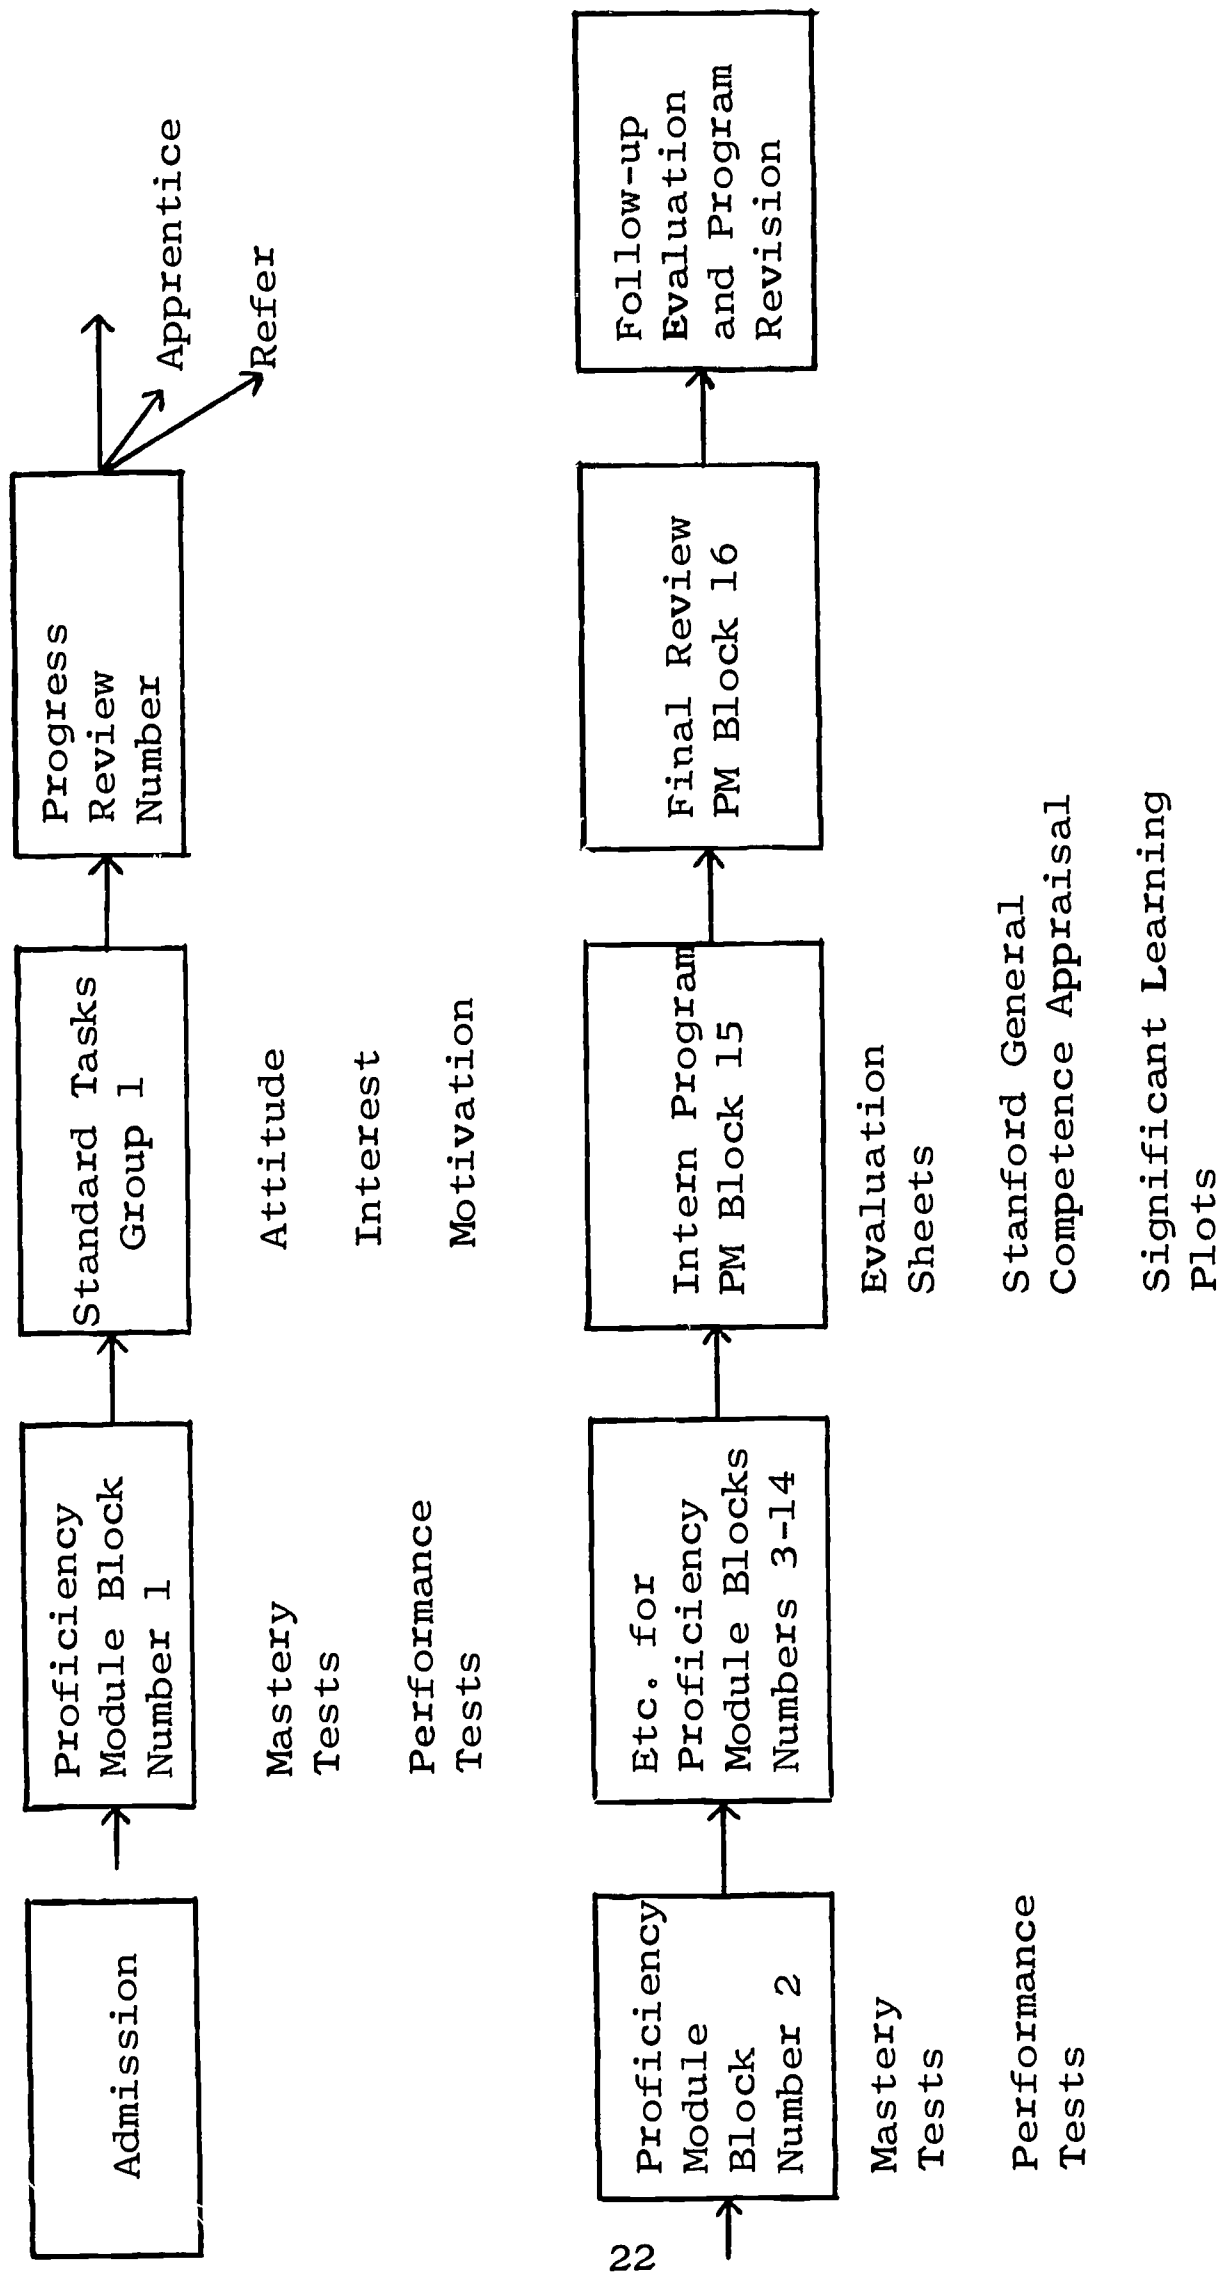 Admission
Proficiency
Module Block
Number 1
Mastery
Tests
Performance
Tests
Standard Tasks
Group 1
Attitude
Interest
Motivation
Progress
Review
Number
Apprentice
Refer
Proficiency
Module
Block
Number 2
Mastery
Tests
Performance
Tests
Etc. for
Proficiency
Module Blocks
Numbers 3-14
Intern Program
PM Block 15
Evaluation
Sheets
Stanford General
Competence Appraisal
Significant Learning
Plots
Final Review
PM Block 16
Follow-up
Evaluation
and Program
Revision
22